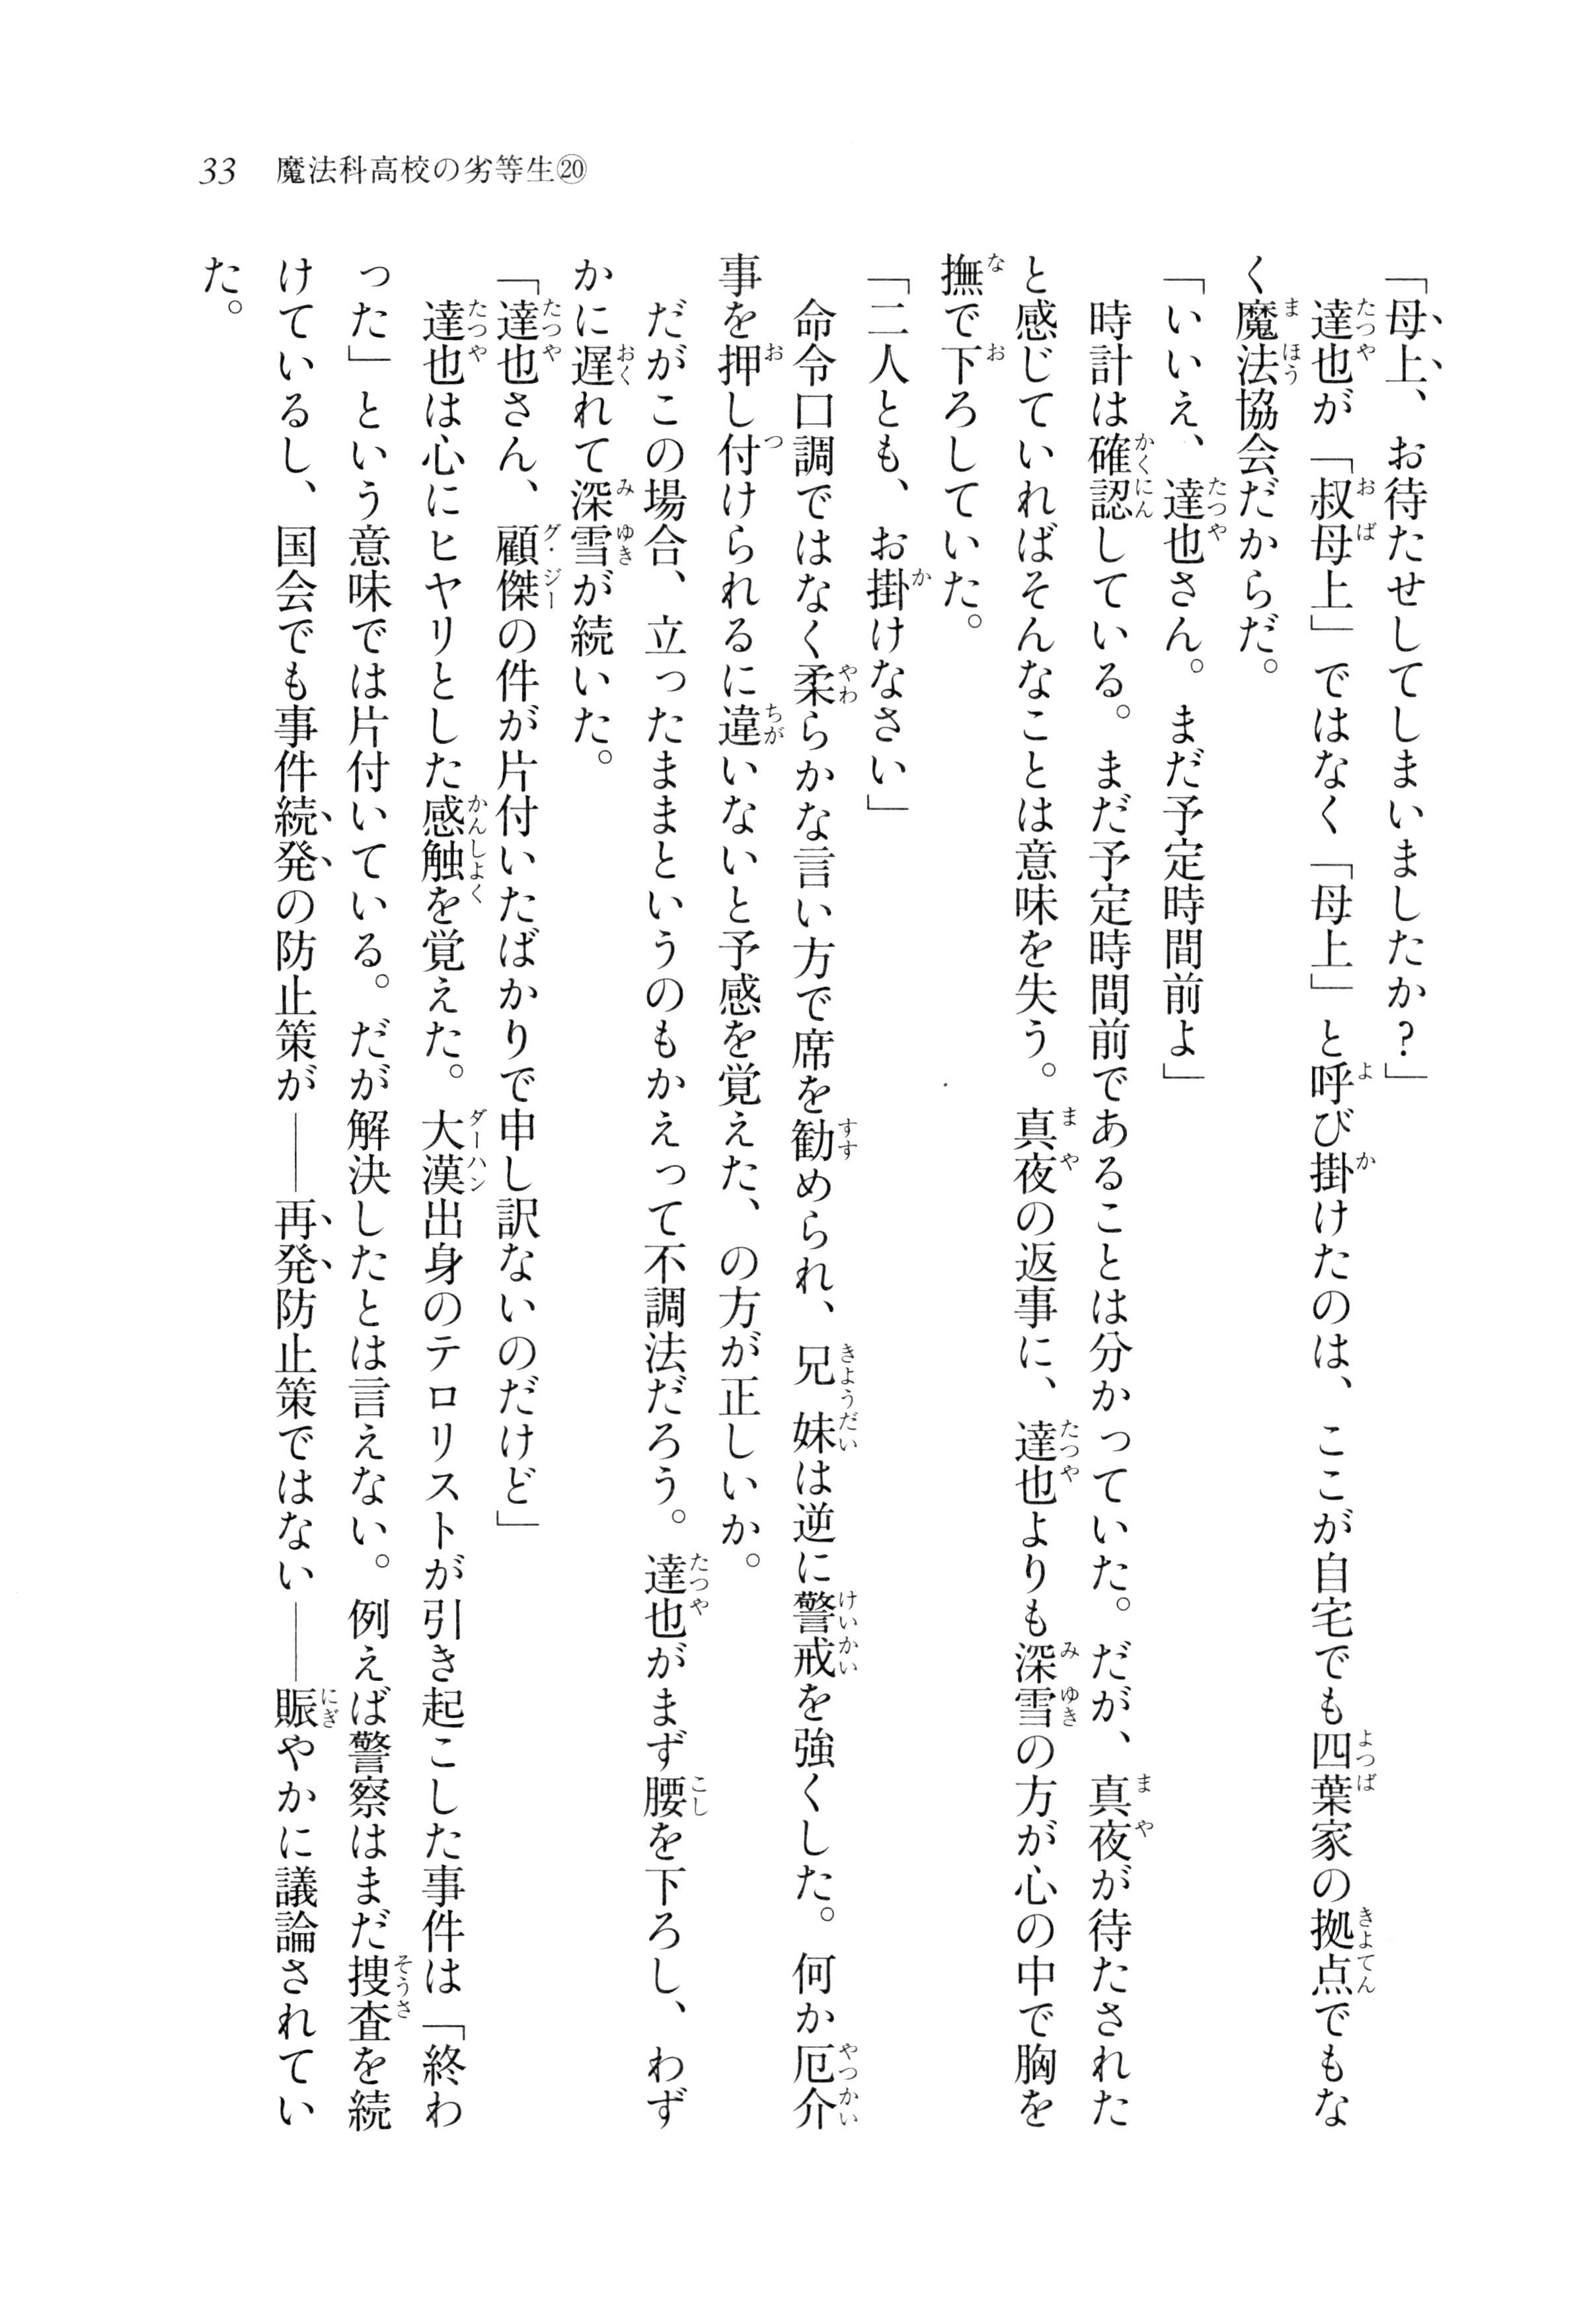 33 魔法科高校の劣等生⑳
「母上、お待たせしてしまいましたか?」
　達也が「叔母上」ではなく「母上」と呼び掛けたのは、ここが自宅でも四葉家の拠点でもな
く魔法協会だからだ。
「いいえ、達也さん。まだ予定時間前よ」
　時計は確認している。まだ予定時間前であることは分かっていた。だが、真夜が待たされた
と感じていればそんなことは意味を失う。真夜の返事に、達也よりも深雪の方が心の中で胸を
撫で下ろしていた。
「二人とも、お掛けなさい」
　命令口調ではなく柔らかな言い方で席を勧められ、兄妹は逆に警戒を強くした。何か厄介
事を押し付けられるに違いないと予感を覚えた、の方が正しいか。
　だがこの場合、立ったままというのもかえって不調法だろう。達也がまず腰を下ろし、わず
かに遅れて深雪が続いた。
「達也さん、顧傑の件が片付いたばかりで申し訳ないのだけど」
　達也は心にヒヤリとした感触を覚えた。大漢出身のテロリストが引き起こした事件は「終わ
った」という意味では片付いている。だが解決したとは言えない。例えば警察はまだ捜査を続
けているし、国会でも事件続発の防止策が――再発防止策ではない――賑やかに議論されてい
た。